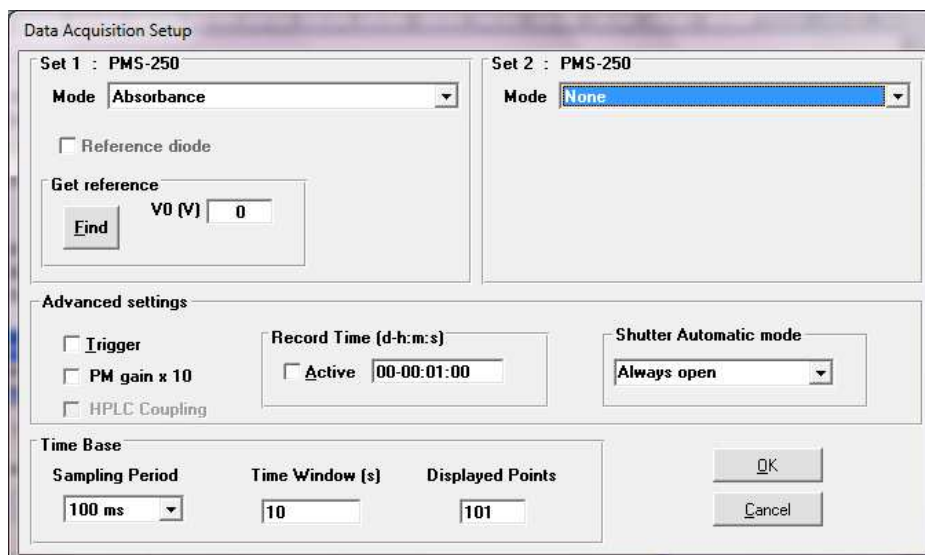 Data Acquisition Setup
Set 1 : PMS-250
Mode Absorbance
Reference diode
Get reference
Find
V0 (V) 0
Set 2 : PMS-250
Mode None
Advanced settings
Trigger
PM gain x 10
HPLC Coupling
Record Time (d-h:m:s)
Active 00-00:01:00
Shutter Automatic mode
Always open
Time Base
Sampling Period
100 ms
Time Window (s)
10
Displayed Points
101
OK
Cancel